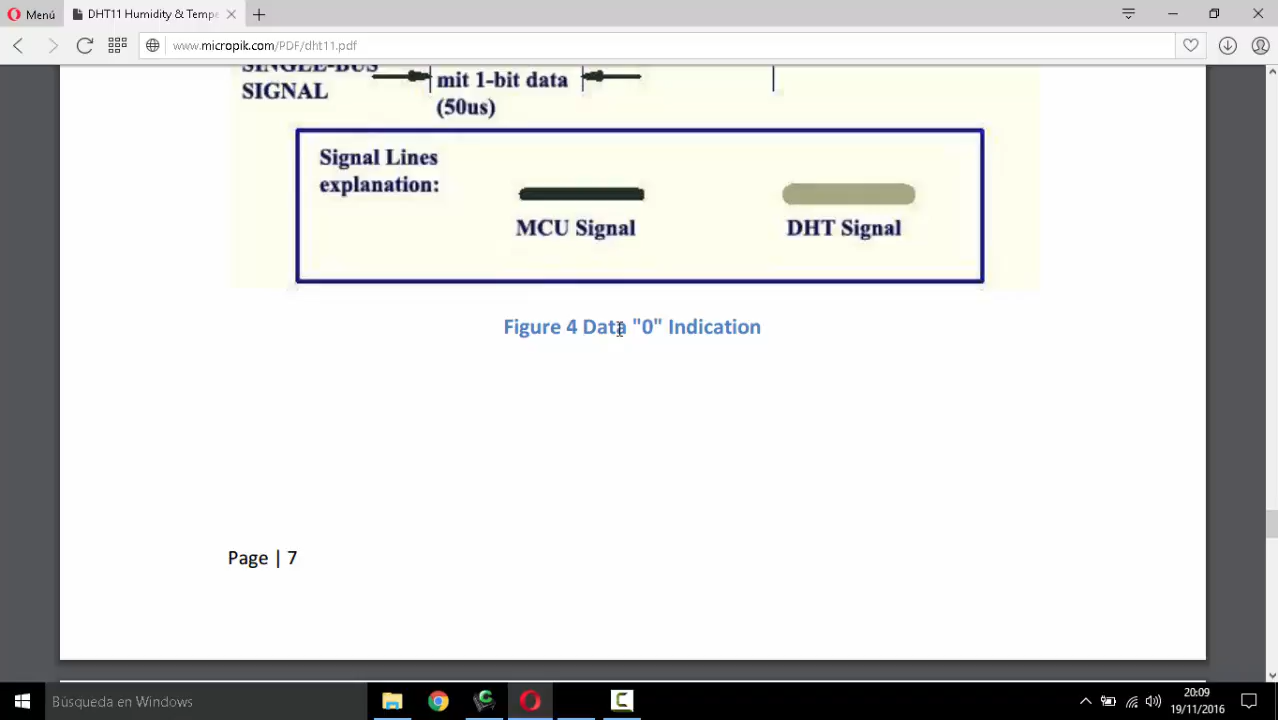 Menú
DHT11 Humidity & Tempe
www.micropik.com/PDF/dht11.pdf
SINGLE-BUS
SIGNAL
mit 1-bit data
(50us)
Signal Lines
explanation:
MCU Signal
DHT Signal
Figure 4 Data "0" Indication
Page | 7
Búsqueda en Windows
20:09
19/11/2016